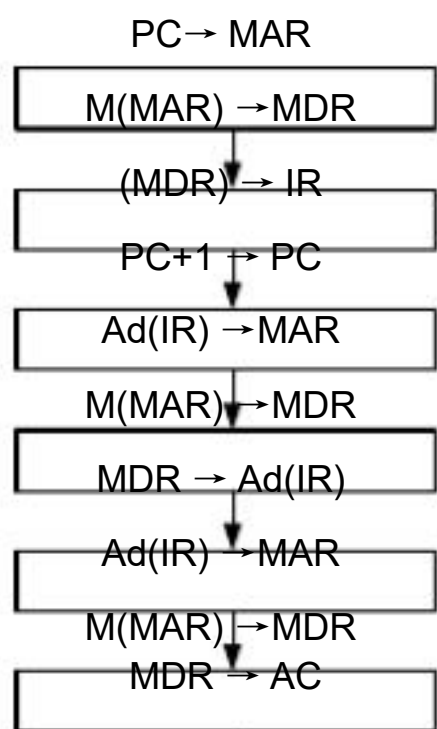 PC→ MAR
M(MAR) →MDR
(MDR) → IR
PC+1 → PC
Ad(IR) →MAR
M(MAR) →MDR
MDR → Ad(IR)
Ad(IR) →MAR
M(MAR) →MDR
MDR → AC